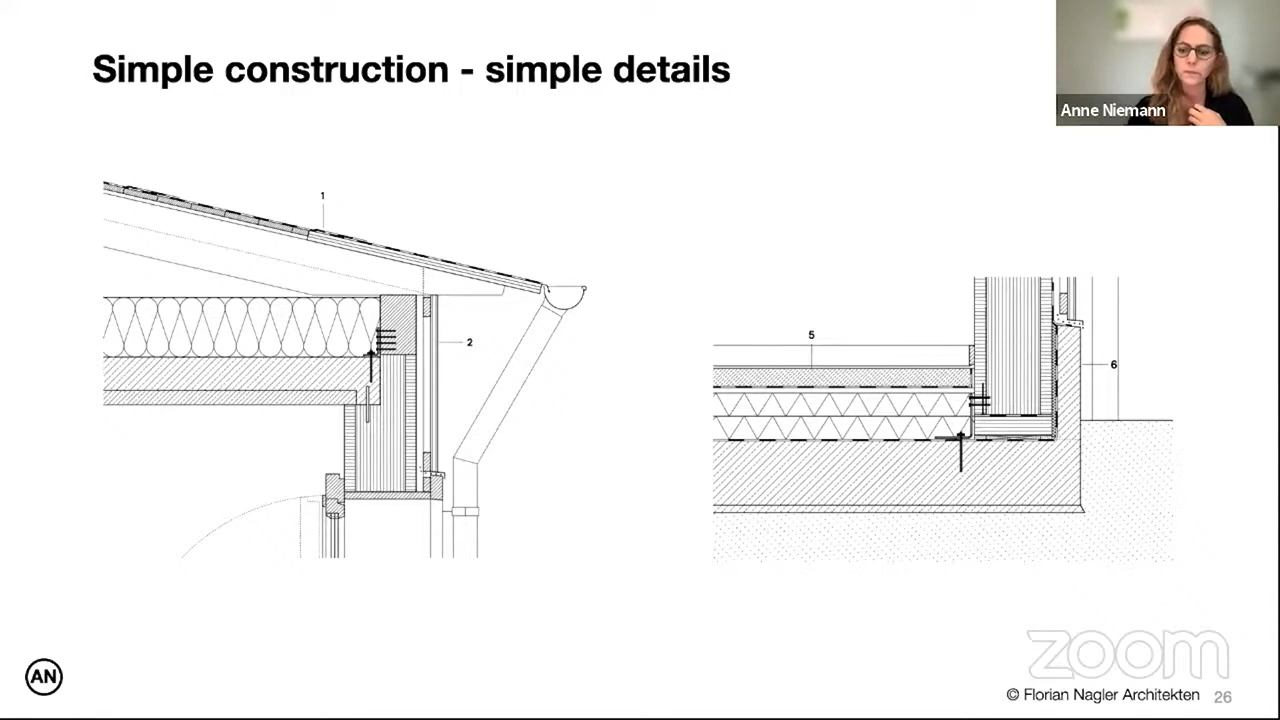 Simple construction - simple details
Anne Niemann
1
2
5
6
zoom
AN
© Florian Nagler Architekten 26